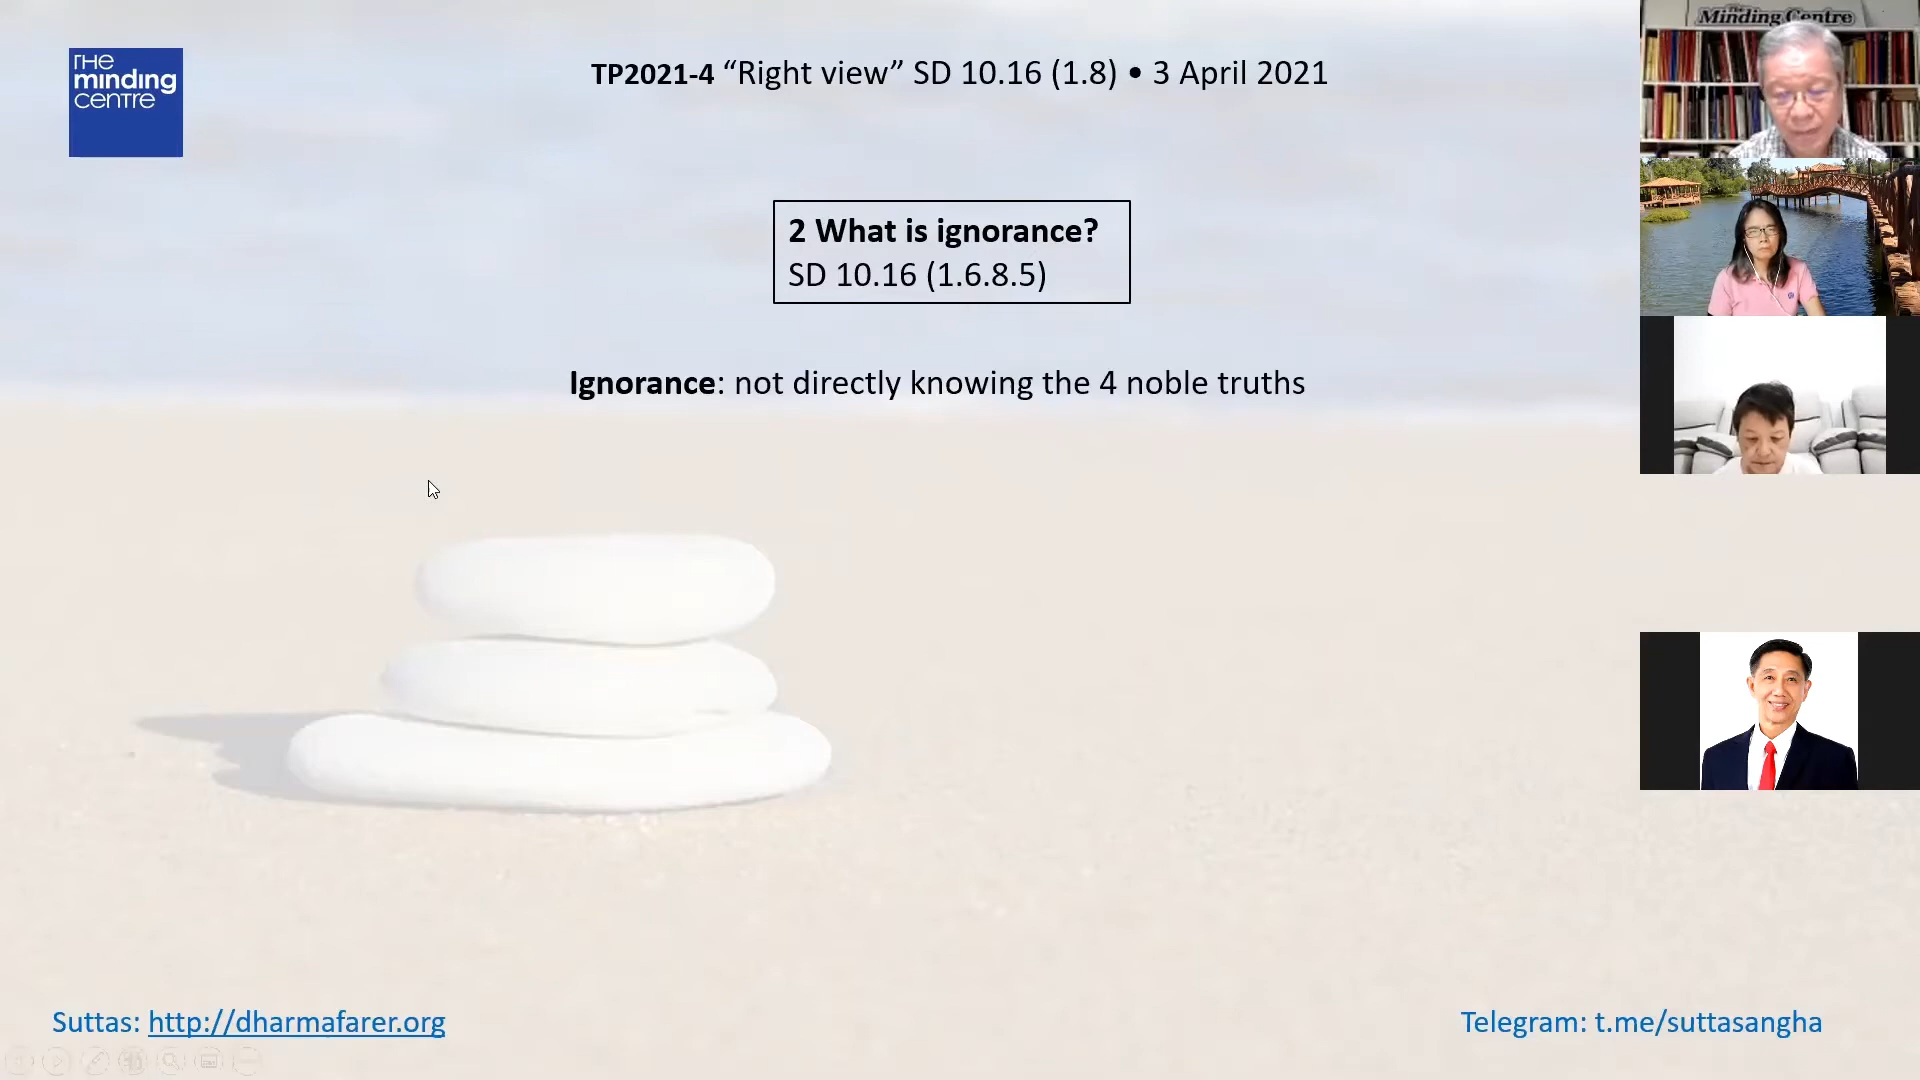 THE
minding
centre
TP2021-4 “Right view” SD 10.16 (1.8) • 3 April 2021
Minding Centre
2 What is ignorance?
SD 10.16 (1.6.8.5)
Ignorance: not directly knowing the 4 noble truths
Suttas: http://dharmafarer.org
Telegram: t.me/suttasangha